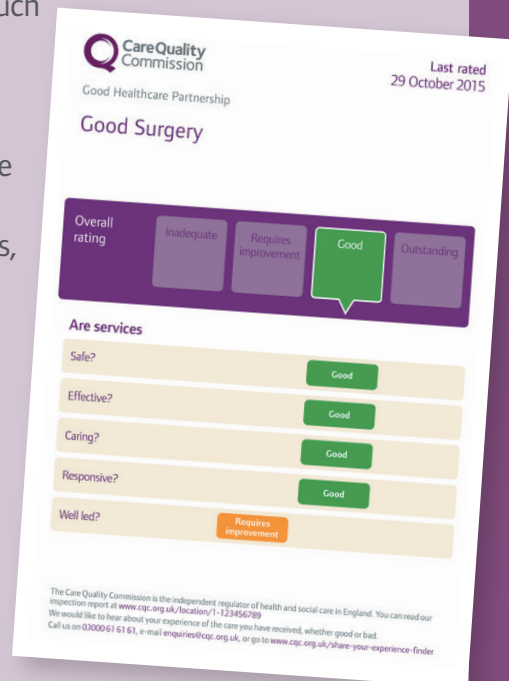 uch
e
s,
CareQuality
Commission
Last rated
29 October 2015
Good Healthcare Partnership
Good Surgery
Overall
rating
Inadequate
Requires
improvement
Good
Outstanding
Are services
Safe?
Good
Effective?
Good
Caring?
Good
Responsive?
Good
Well led?
Requires
improvement
The Care Quality Commission is the independent regulator of health and social care in England. You can read our
inspection report at www.cqc.org.uk/location/1-123456789
We would like to hear about your experience of the care you have received, whether good or bad.
Call us on 03000 61 61 61, e-mail enquiries@cqc.org.uk, or go to www.cqc.org.uk/share-your-experience-finder